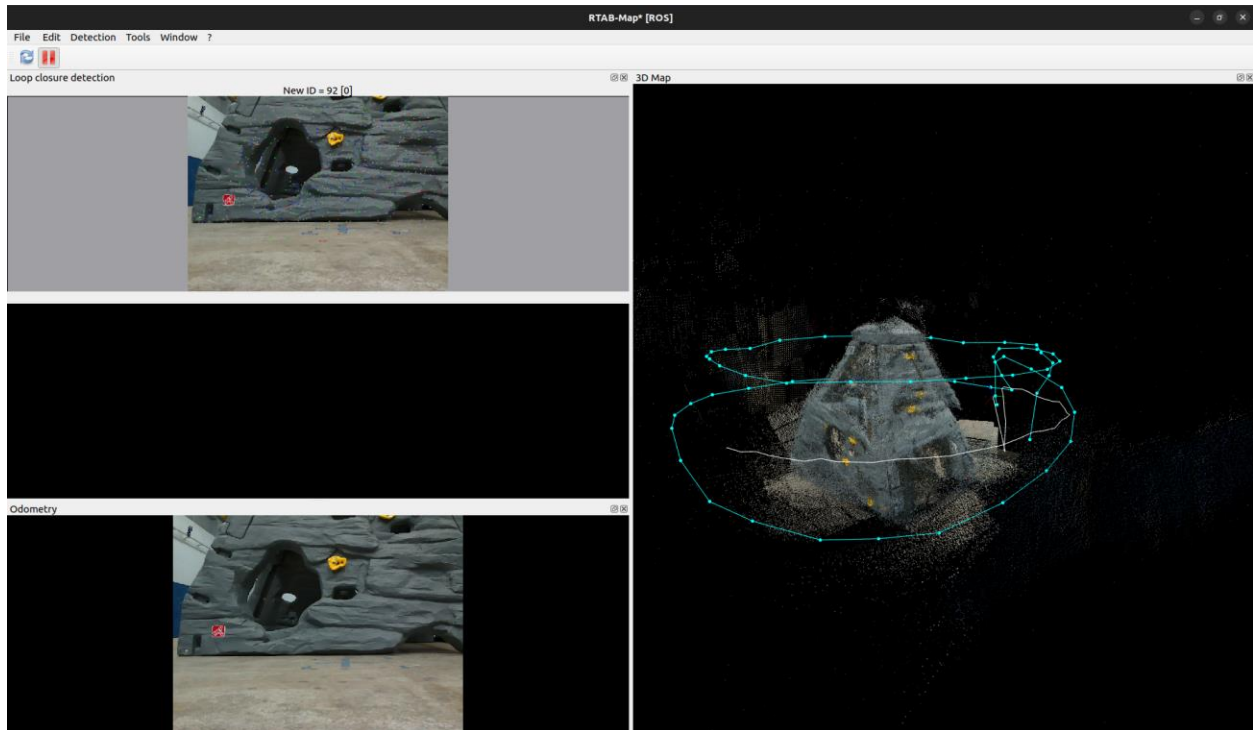 RTAB-Map* [ROS]
File Edit Detection Tools Window ?
Loop closure detection
New ID = 92 [0]
Odometry
3D Map